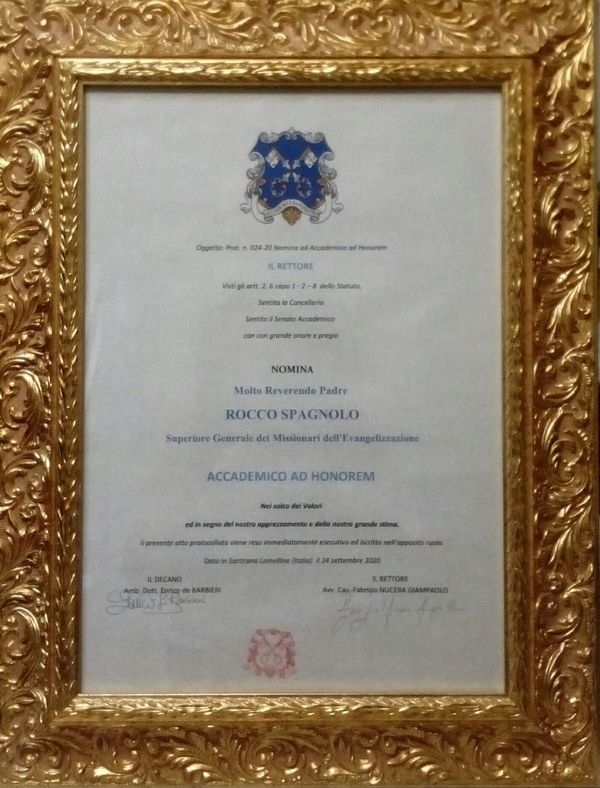 Oggetto: Prot. n. 024-20 Nomina ad Accademico ad Honorem
IL RETTORE
Visti gli artt. 2, 6 capo 1 - 2 – 8 dello Statuto,
Sentita la Cancelleria
Sentito il Senato Accademico
con con grande onore e pregio
NOMINA
Molto Reverendo Padre
ROCCO SPAGNOLO
Superiore Generale dei Missionari dell'Evangelizzazione
ACCADEMICO AD HONOREM
Nel solco dei Valori
ed in segno del nostro apprezzamento e della nostra grande stima.
Il presente atto protocollato viene reso immediatamente esecutivo ed iscritto nell'apposito ruolo.
Dato in Sartirana Lomellina (Italia) il 24 settembre 2020
IL DECANO IL RETTORE
Amb. Dott. Enrico de BARBIERI Avv. Cav. Fabrizio NUCERA GIAMPAOLO